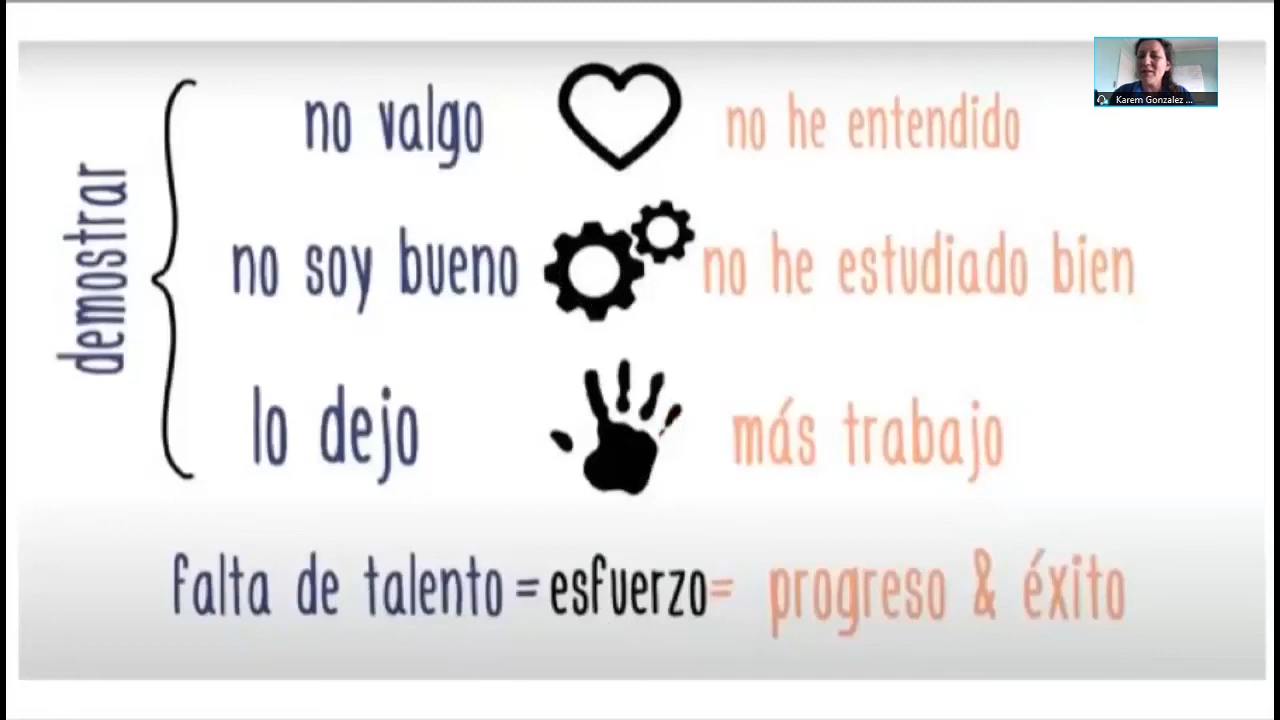 Karem Gonzalez ...
demostrar
no valgo no he entendido
no soy bueno no he estudiado bien
lo dejo más trabajo
falta de talento = esfuerzo = progreso & éxito